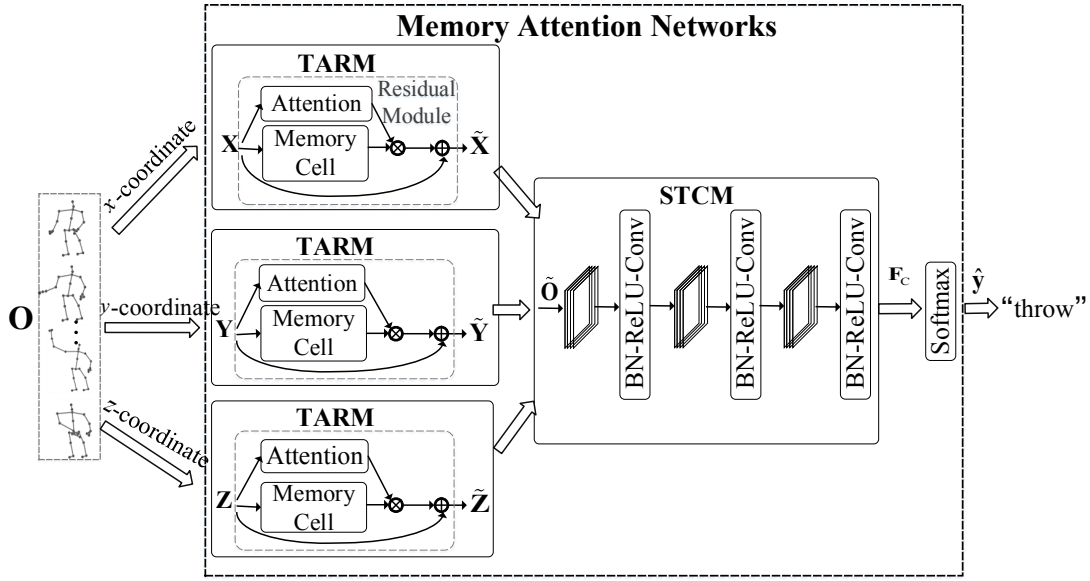 Memory Attention Networks
TARM
Residual
Module
Attention
Memory
Cell
X
X̃
x-coordinate
TARM
Attention
Memory
Cell
Y
Ỹ
y-coordinate
O
TARM
Attention
Memory
Cell
Z
Z̃
z-coordinate
STCM
Õ
BN-ReLU-Conv
BN-ReLU-Conv
BN-ReLU-Conv
F_C
Softmax
ŷ
“throw”